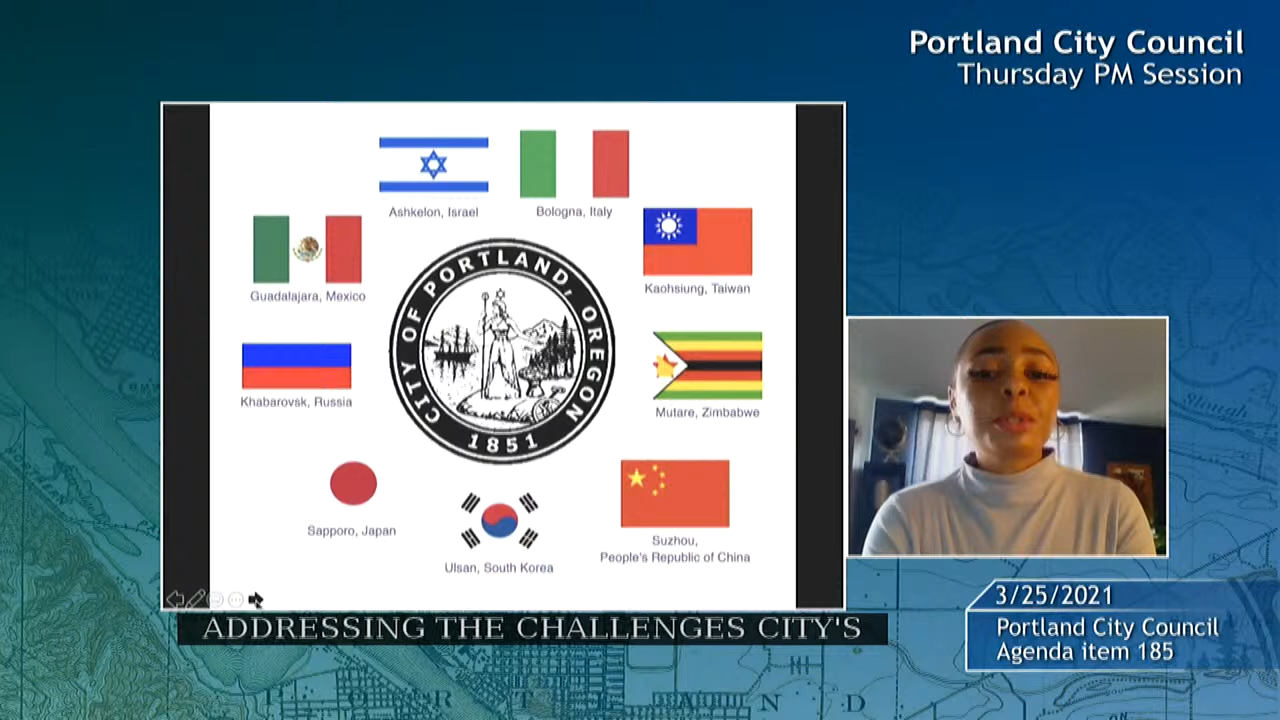 Portland City Council
Thursday PM Session
Ashkelon, Israel
Bologna, Italy
Guadalajara, Mexico
Kaohsiung, Taiwan
CITY OF PORTLAND, OREGON
1851
Khabarovsk, Russia
Mutare, Zimbabwe
Sapporo, Japan
Ulsan, South Korea
Suzhou,
People's Republic of China
ADDRESSING THE CHALLENGES CITY'S
3/25/2021
Portland City Council
Agenda item 185
Slough